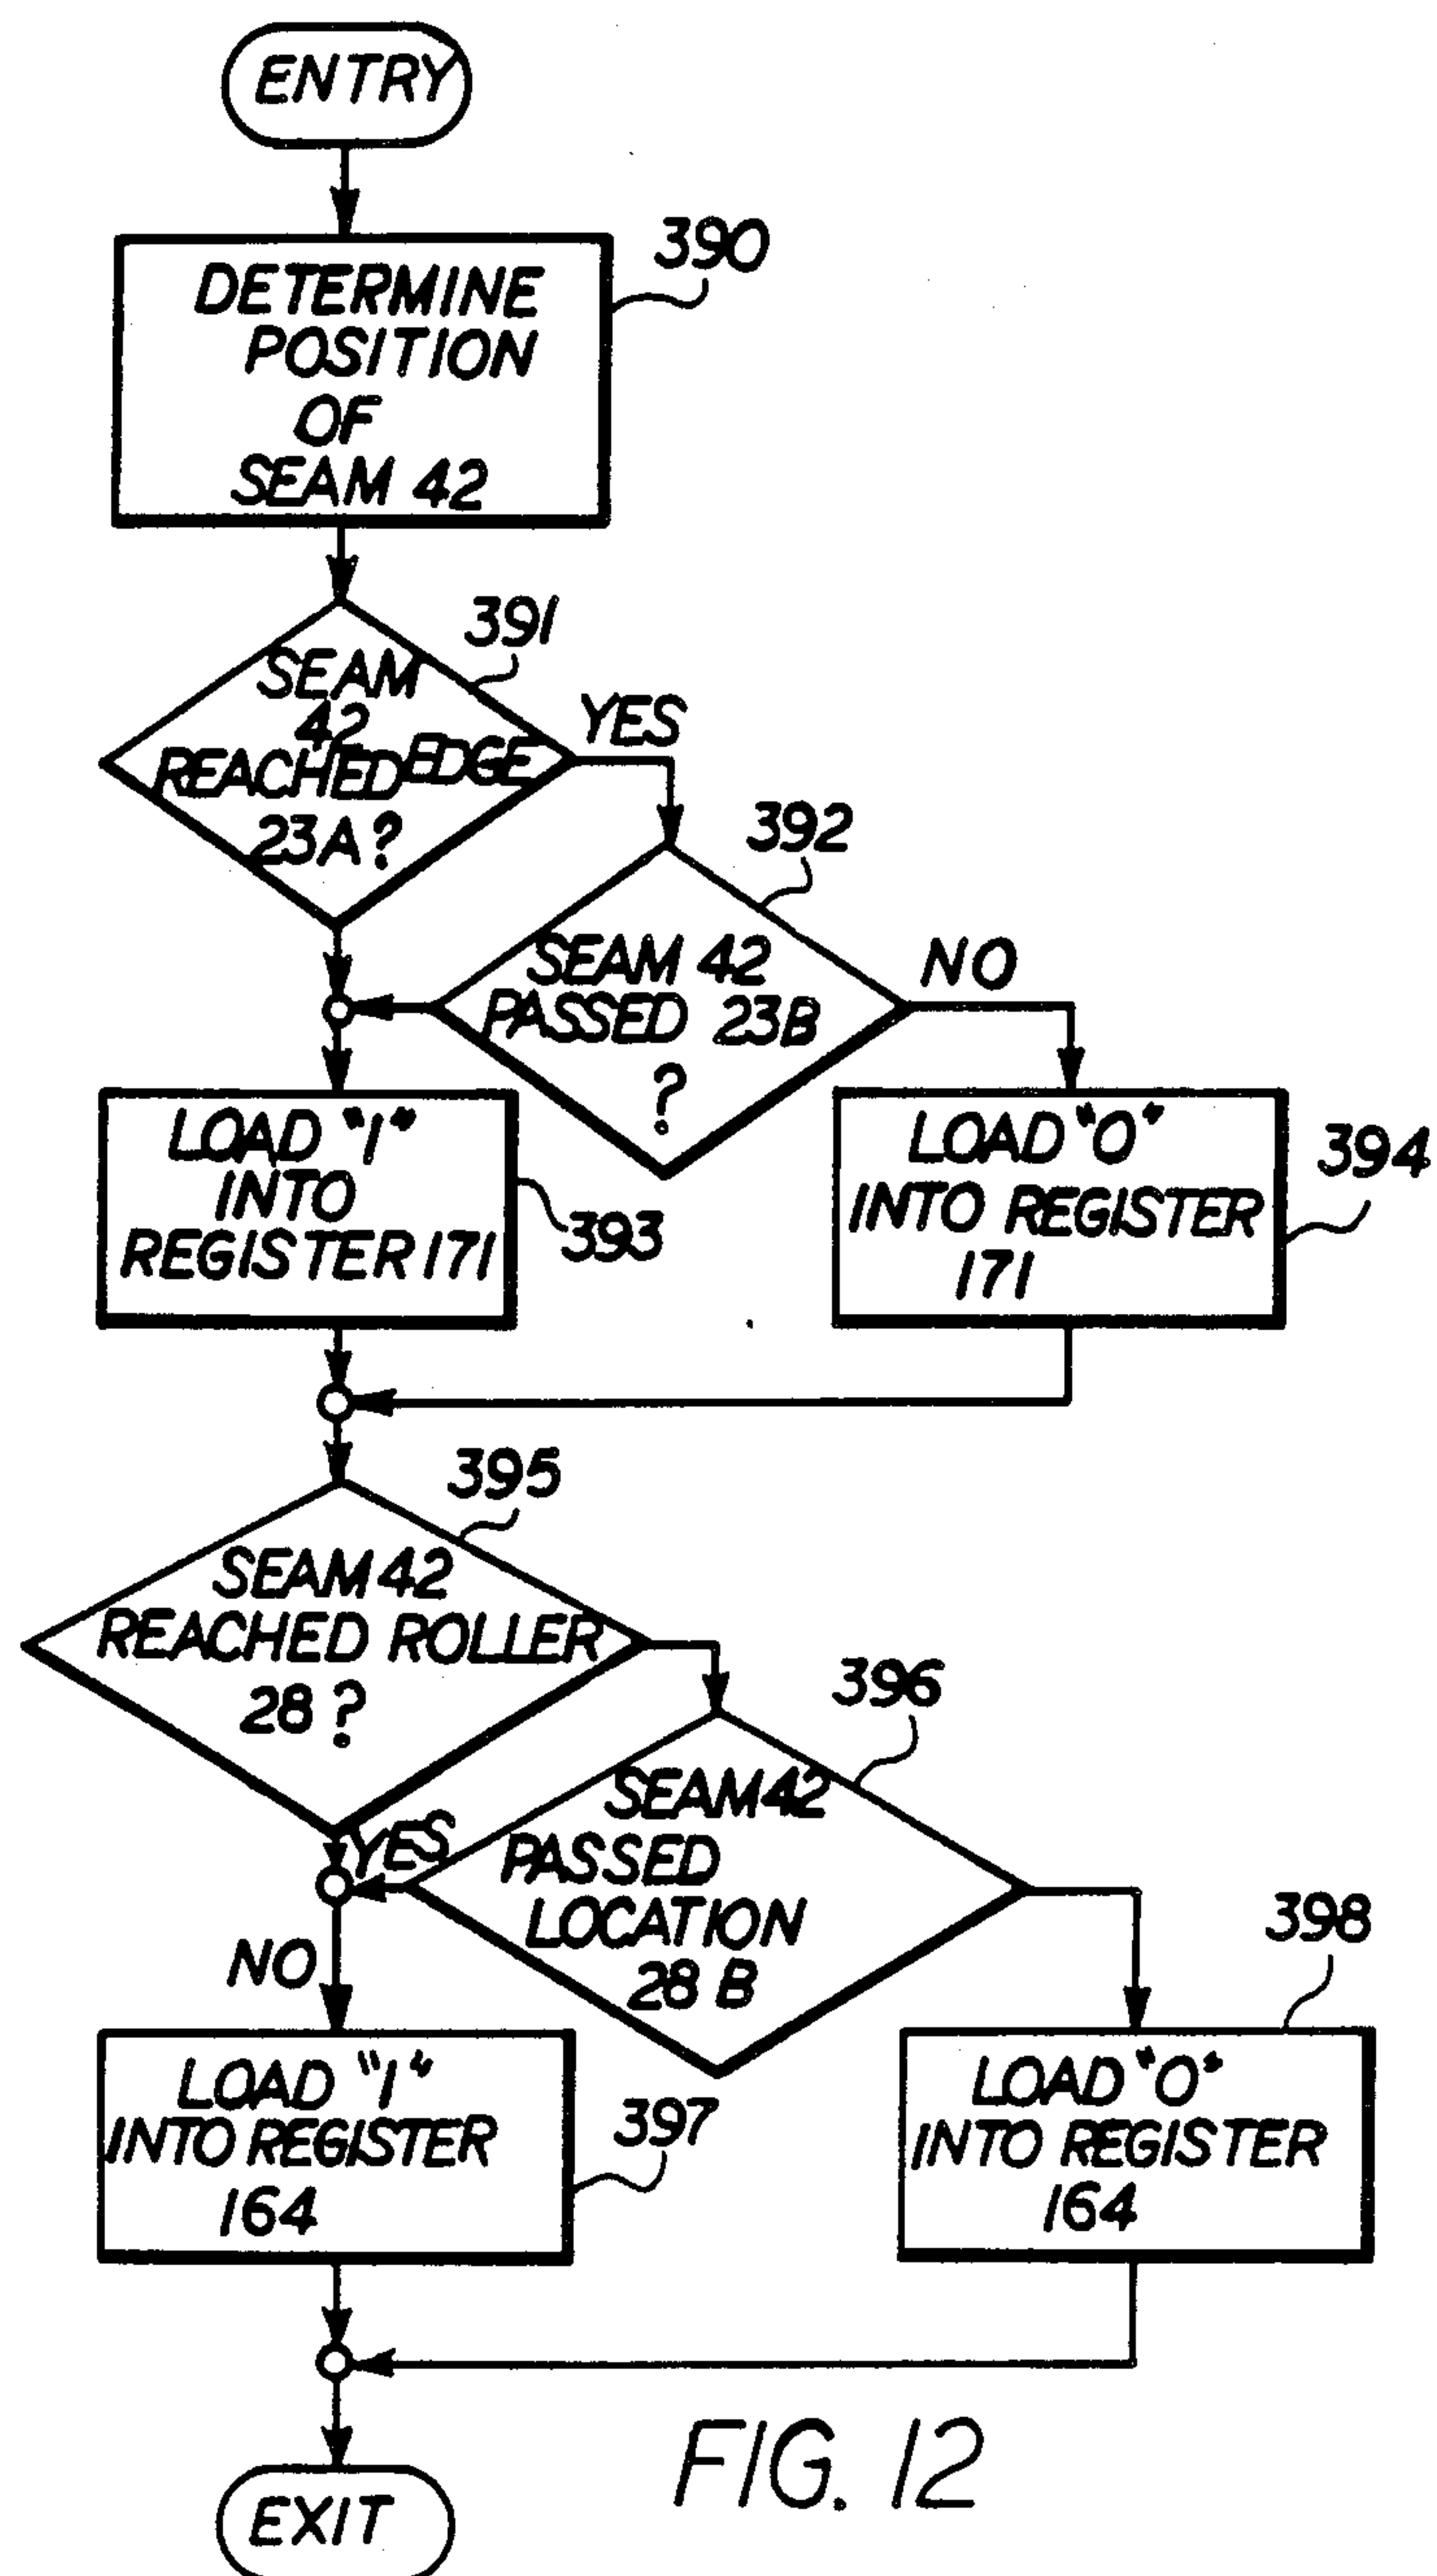 ENTRY
390
DETERMINE
POSITION
OF
SEAM 42
391
SEAM
42
REACHED EDGE
23A?
YES
392
SEAM 42
PASSED 23B
?
NO
LOAD "1"
INTO
REGISTER 171
393
LOAD "0"
INTO REGISTER
171
394
395
SEAM 42
REACHED ROLLER
28?
YES
396
SEAM 42
PASSED
LOCATION
28 B
NO
398
LOAD "1"
INTO REGISTER
164
397
LOAD "0"
INTO REGISTER
164
FIG. 12
EXIT